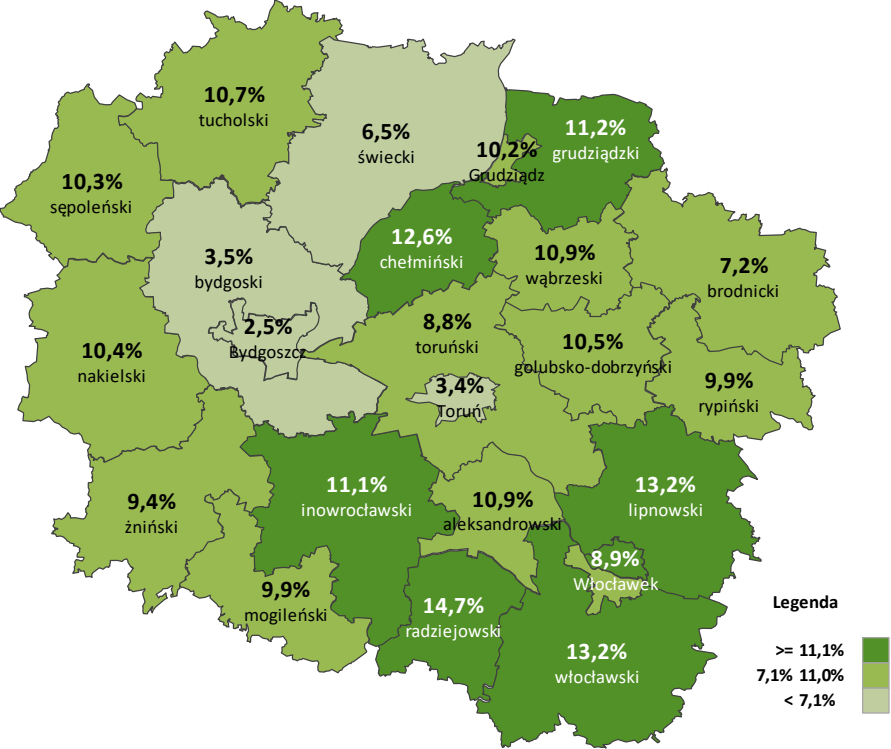 10,7%
tucholski
6,5%
świecki
11,2%
grudziądzki
10,2%
Grudziądz
10,3%
sępoleński
12,6%
chełmiński
3,5%
bydgoski
10,9%
wąbrzeski
7,2%
brodnicki
2,5%
Bydgoszcz
8,8%
toruński
10,5%
golubsko-dobrzyński
10,4%
nakielski
3,4%
Toruń
9,9%
rypiński
11,1%
inowrocławski
13,2%
lipnowski
9,4%
żniński
10,9%
aleksandrowski
8,9%
Włocławek
9,9%
mogileński
14,7%
radziejowski
13,2%
włocławski
Legenda
>= 11,1%
7,1% 11,0%
< 7,1%